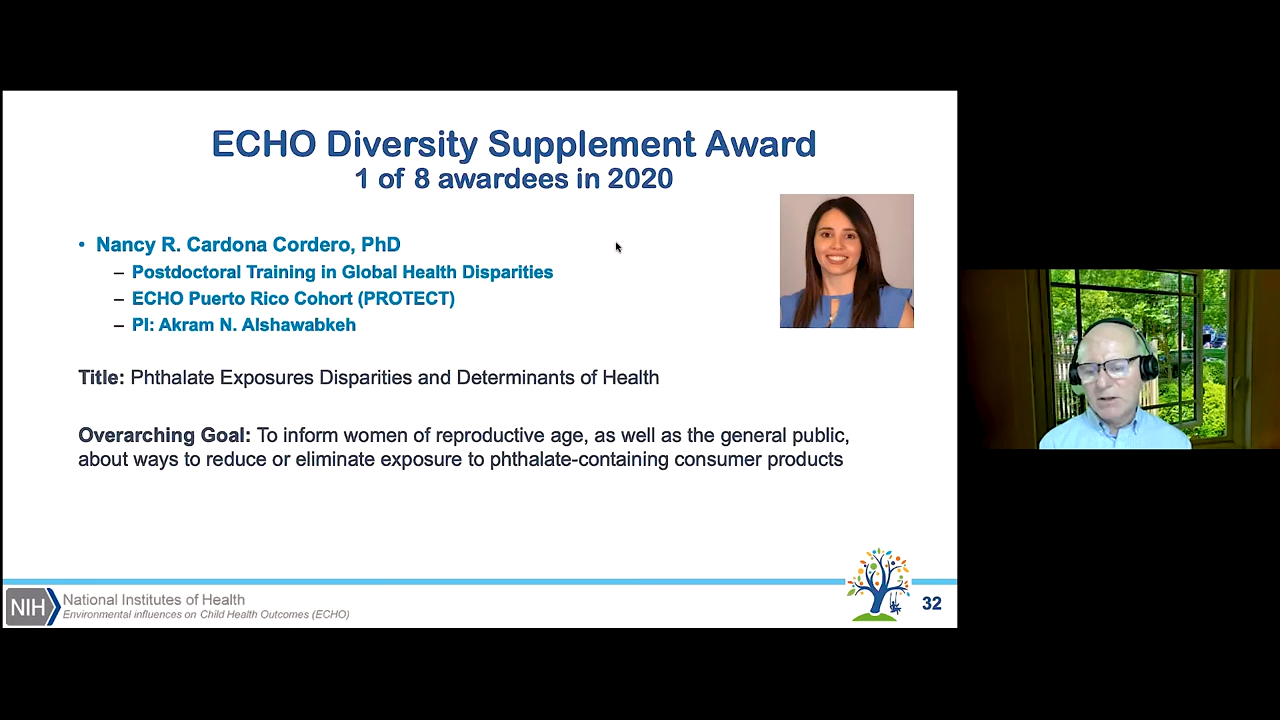 ECHO Diversity Supplement Award
1 of 8 awardees in 2020
• Nancy R. Cardona Cordero, PhD
– Postdoctoral Training in Global Health Disparities
– ECHO Puerto Rico Cohort (PROTECT)
– PI: Akram N. Alshawabkeh
Title: Phthalate Exposures Disparities and Determinants of Health
Overarching Goal: To inform women of reproductive age, as well as the general public,
about ways to reduce or eliminate exposure to phthalate-containing consumer products
NIH
National Institutes of Health
Environmental influences on Child Health Outcomes (ECHO)
32